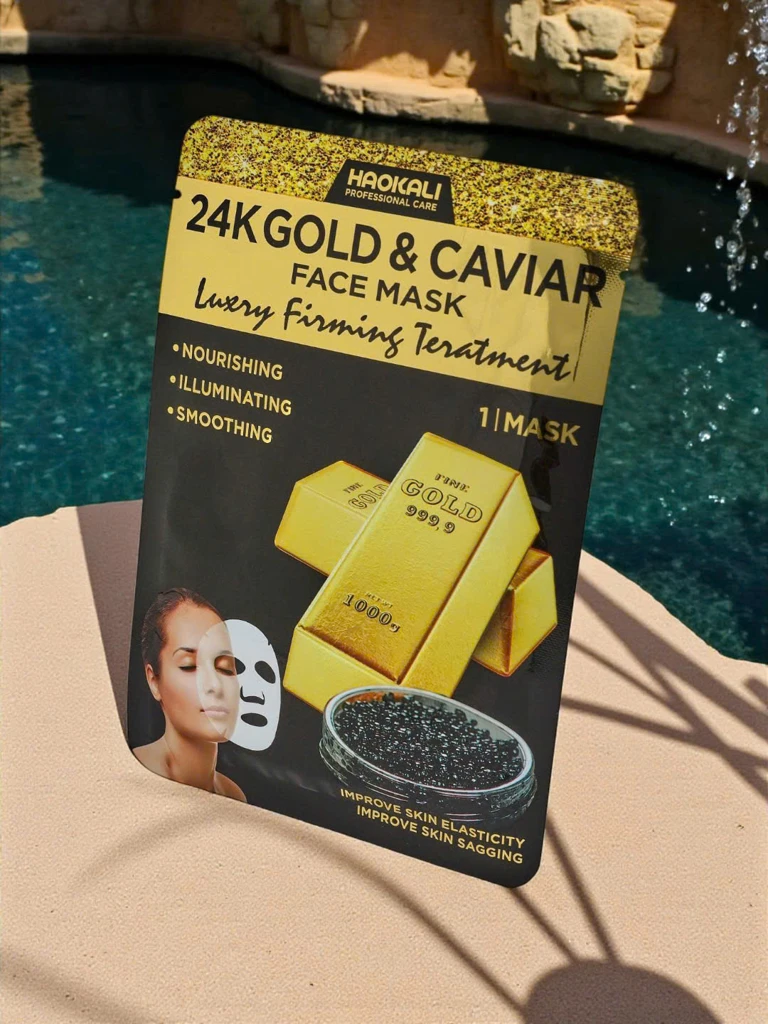 HAOKALI
PROFESSIONAL CARE
24K GOLD & CAVIAR
FACE MASK
Luxry Firming Teratment
• NOURISHING
• ILLUMINATING
• SMOOTHING
1 | MASK
FINE
GOLD
999,9
1000g
GOLD
IMPROVE SKIN ELASTICITY
IMPROVE SKIN SAGGING